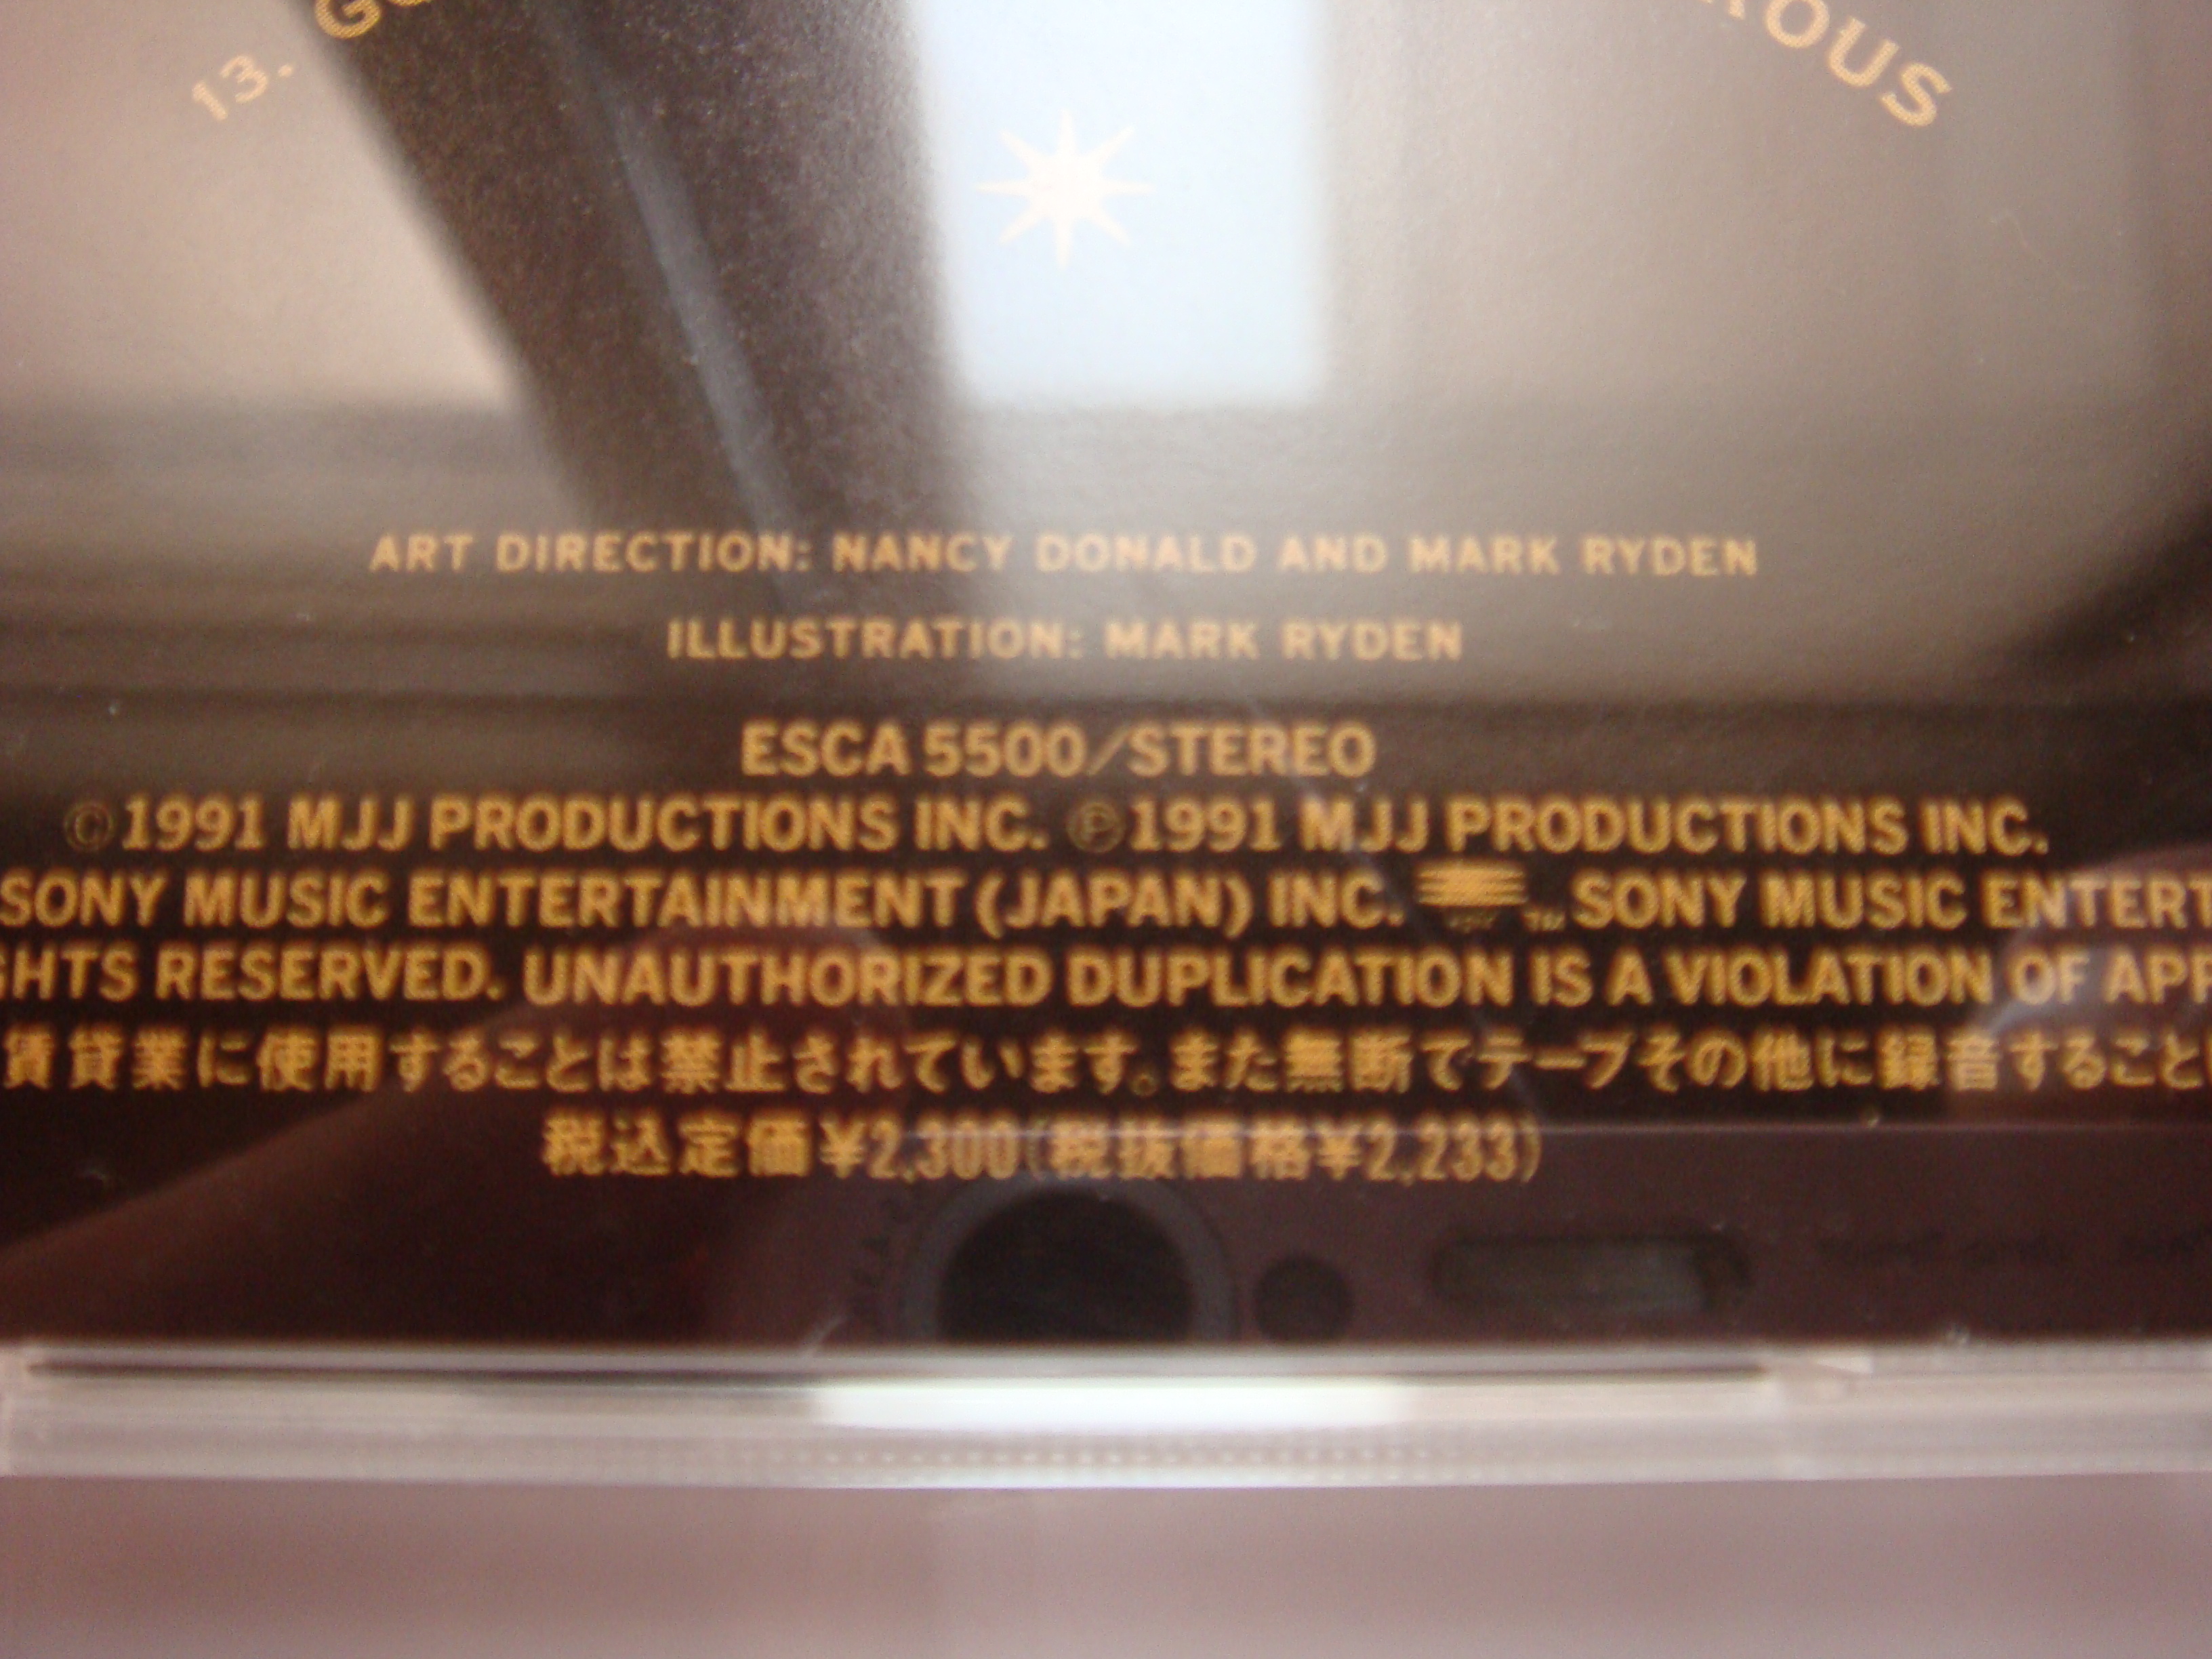 13. G
ROUS
ART DIRECTION: NANCY DONALD AND MARK RYDEN
ILLUSTRATION: MARK RYDEN
ESCA 5500/STEREO
©1991 MJJ PRODUCTIONS INC. ℗1991 MJJ PRODUCTIONS INC.
SONY MUSIC ENTERTAINMENT (JAPAN) INC. ™ SONY MUSIC ENTERT
GHTS RESERVED. UNAUTHORIZED DUPLICATION IS A VIOLATION OF APP
賃貸業に使用することは禁止されています。また無断でテープその他に録音すること
税込定価¥2,300(税抜価格¥2,233)